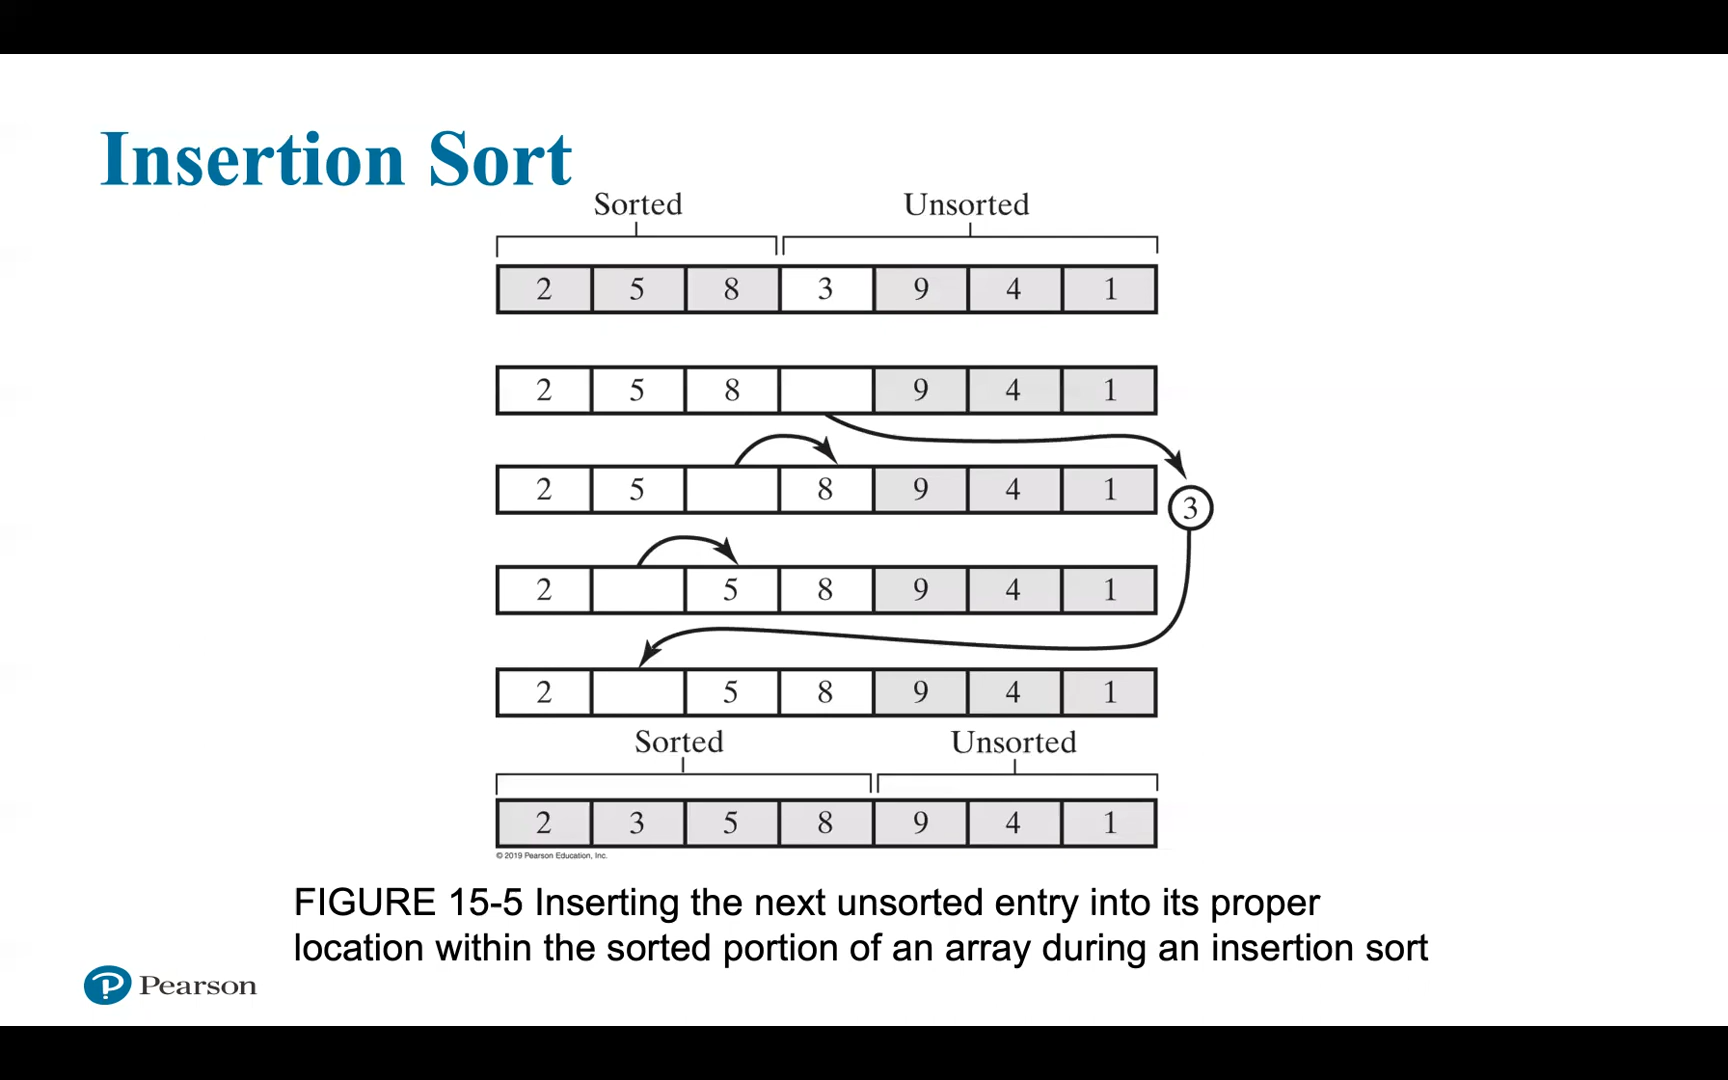 Insertion Sort
Sorted Unsorted
2 5 8 3 9 4 1
2 5 8 9 4 1
2 5 8 9 4 1
3
2 5 8 9 4 1
2 5 8 9 4 1
Sorted Unsorted
2 3 5 8 9 4 1
© 2019 Pearson Education, Inc.
FIGURE 15-5 Inserting the next unsorted entry into its proper
location within the sorted portion of an array during an insertion sort
P Pearson